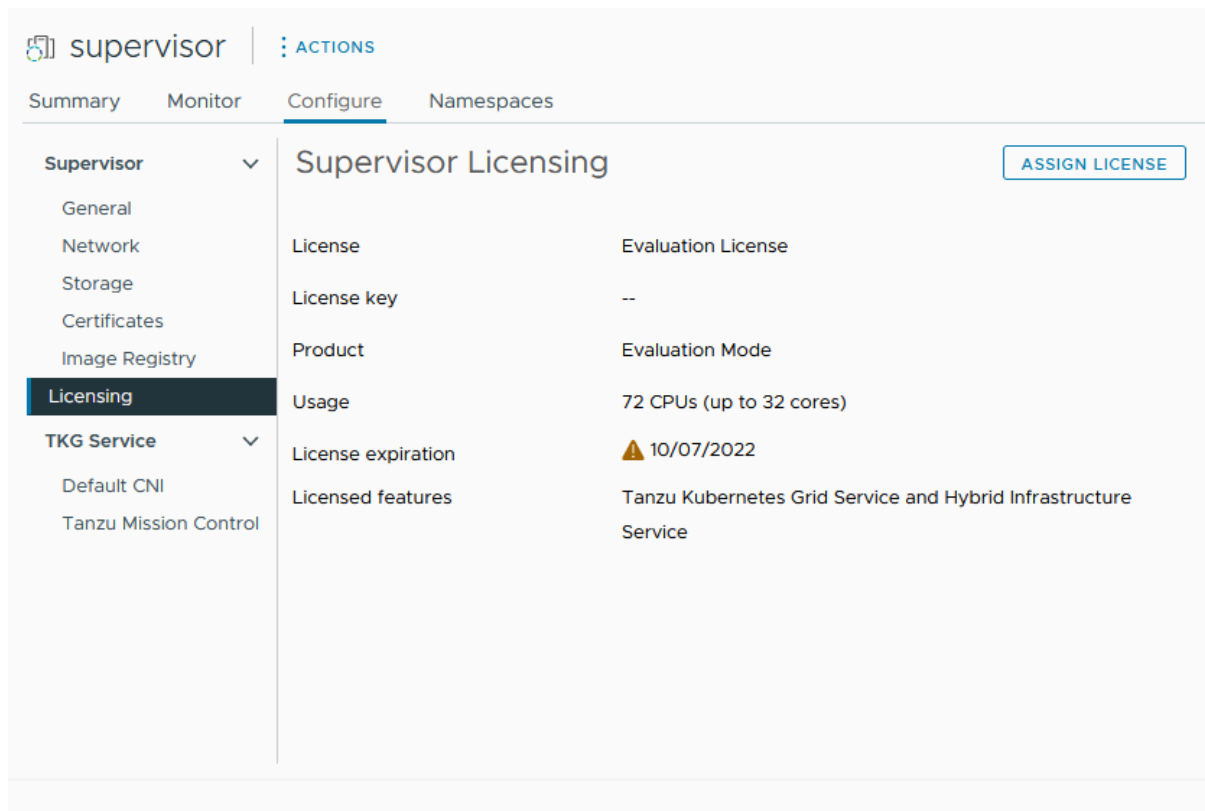 supervisor
ACTIONS
Summary Monitor Configure Namespaces
Supervisor
General
Network
Storage
Certificates
Image Registry
Licensing
TKG Service
Default CNI
Tanzu Mission Control
Supervisor Licensing
ASSIGN LICENSE
License Evaluation License
License key --
Product Evaluation Mode
Usage 72 CPUs (up to 32 cores)
License expiration 10/07/2022
Licensed features Tanzu Kubernetes Grid Service and Hybrid Infrastructure
Service